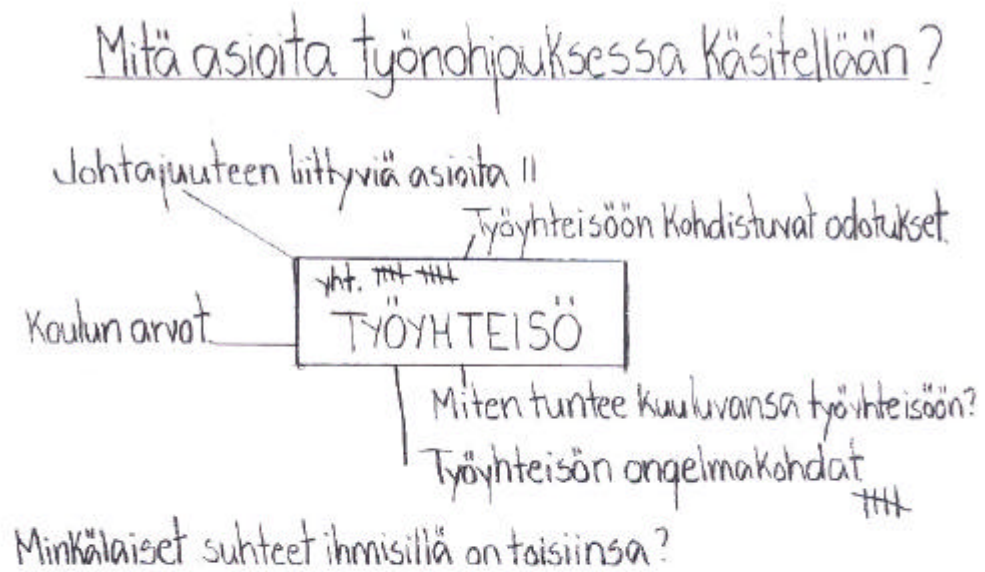 Mitä asioita työnohjauksessa käsitellään?
Johtajuuteen liittyviä asioita II
Työyhteisöön kohdistuvat odotukset.
yht. IIII IIII
TYÖYHTEISÖ
Koulun arvot
Miten tuntee kuuluvansa työyhteisöön?
Työyhteisön ongelmakohdat
IIII
Minkälaiset suhteet ihmisillä on toisiinsa?